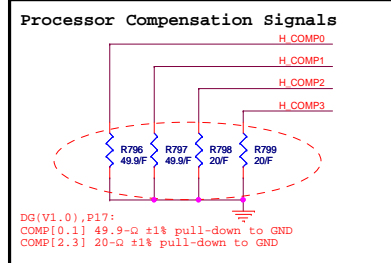 Processor Compensation Signals
H_COMP0
H_COMP1
H_COMP2
H_COMP3
R796 R797 R798 R799
49.9/F 49.9/F 20/F 20/F
DG(V1.0),P17:
COMP[0.1] 49.9-Ω ±1% pull-down to GND
COMP[2.3] 20-Ω ±1% pull-down to GND